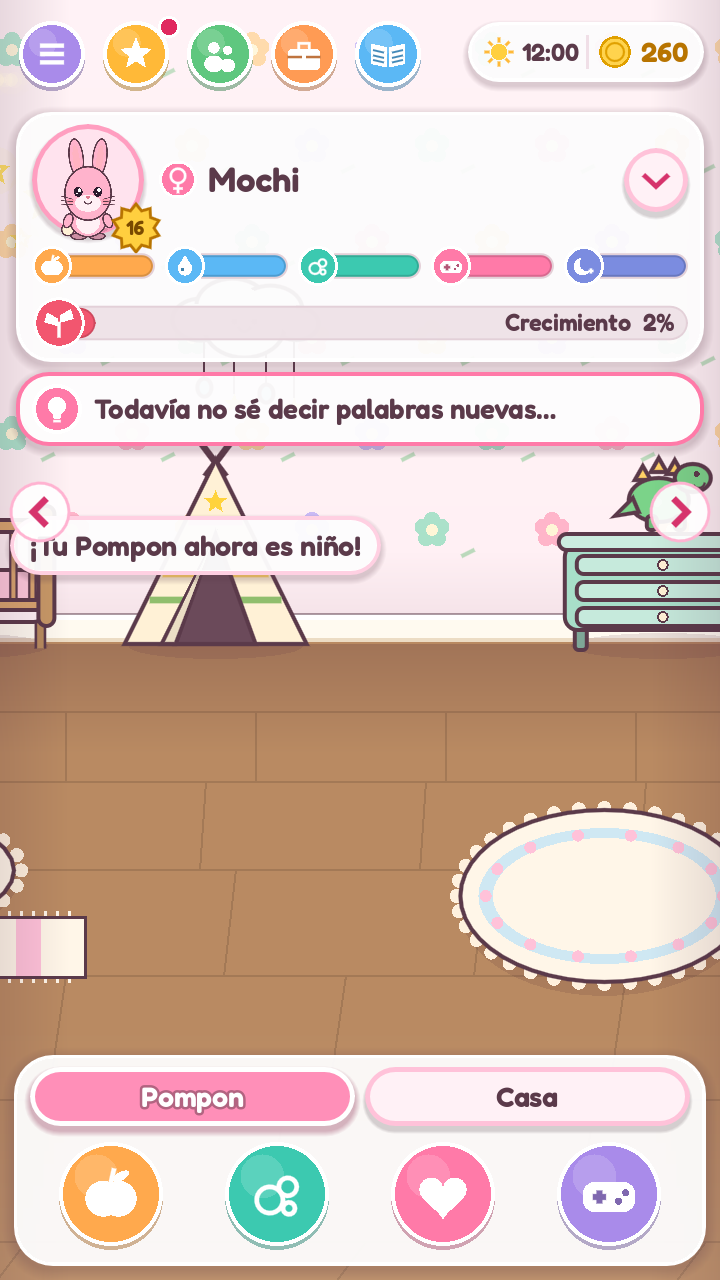 12:00
260
Mochi
16
Crecimiento 2%
Todavía no sé decir palabras nuevas...
¡Tu Pompon ahora es niño!
Pompon
Casa